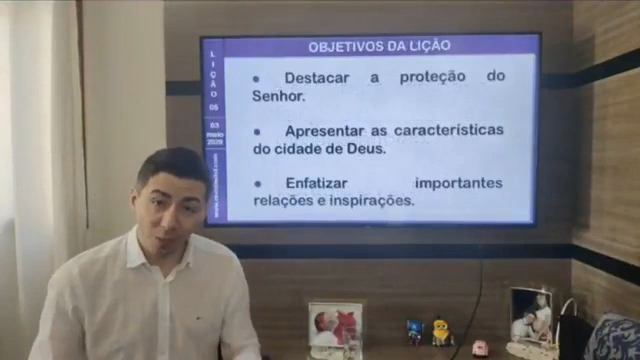 OBJETIVOS DA LIÇÃO
LIÇÃO
05
03
maio
2020
● Destacar a proteção do
Senhor.
● Apresentar as características
do cidade de Deus.
● Enfatizar importantes
relações e inspirações.